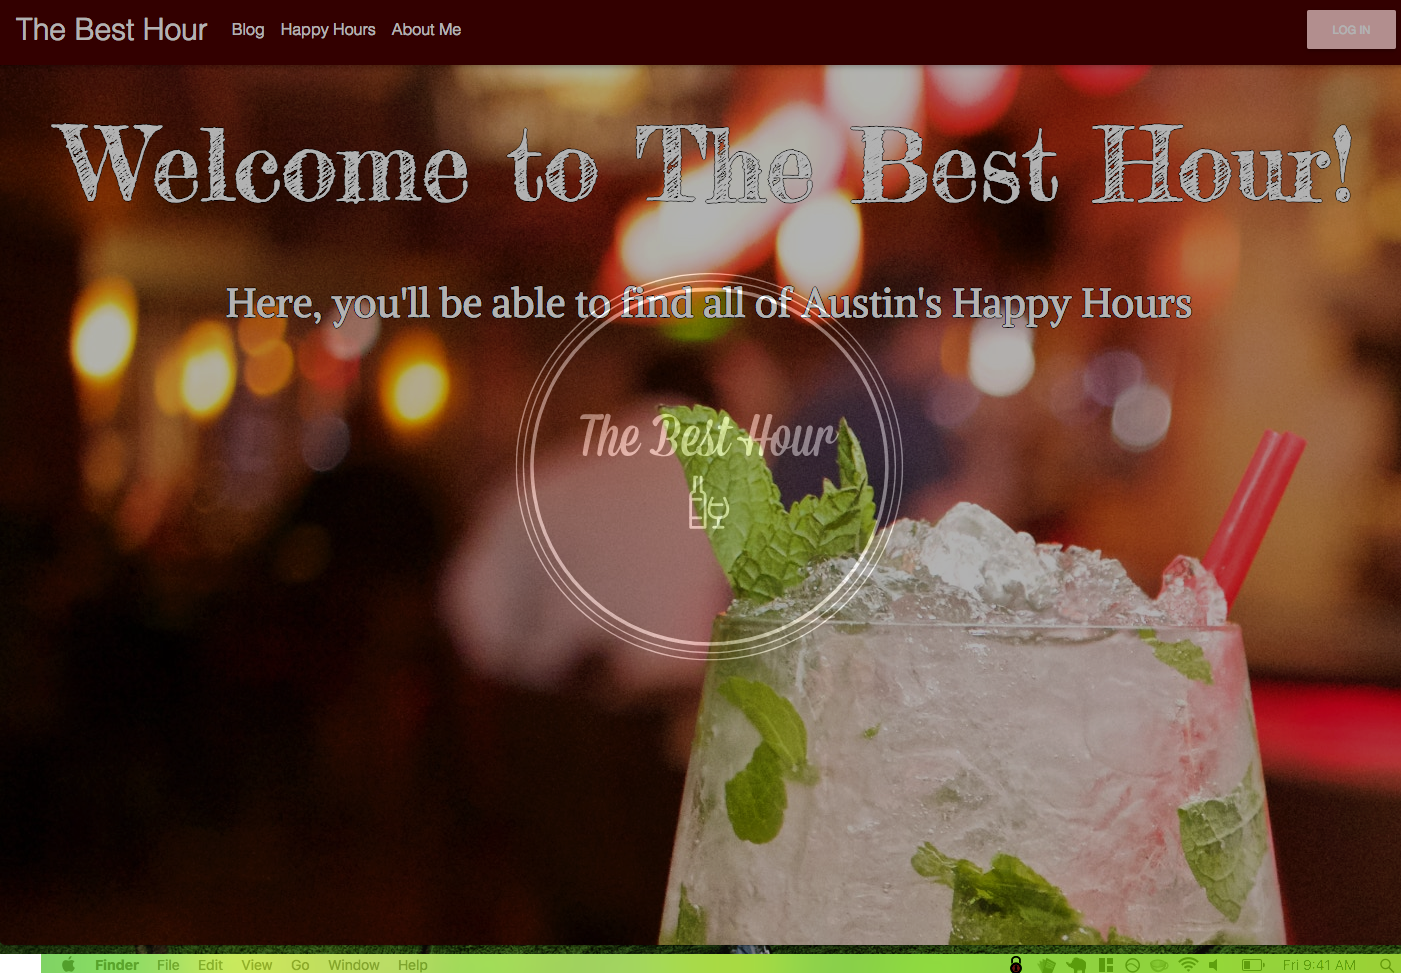 The Best Hour Blog Happy Hours About Me LOG IN
Welcome to The Best Hour!
Here, you'll be able to find all of Austin's Happy Hours
The Best Hour
Finder File Edit View Go Window Help Fri 9:41 AM